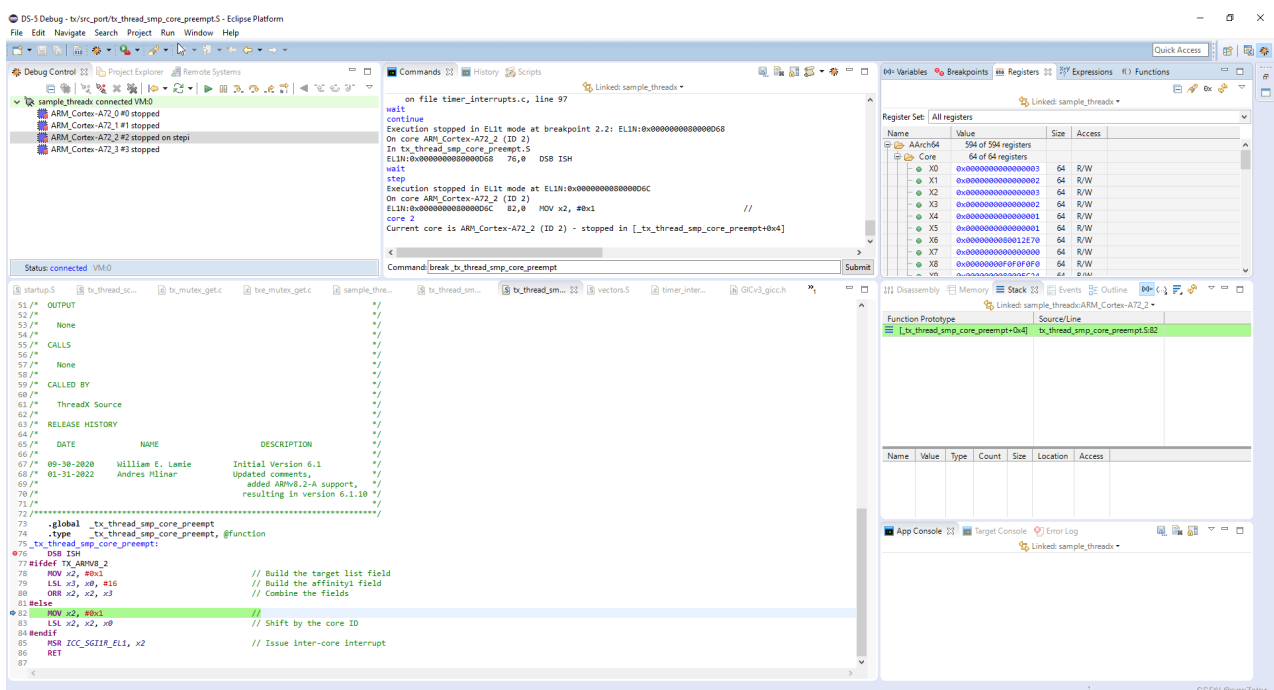 DS-5 Debug - tx/src_port/tx_thread_smp_core_preempt.S - Eclipse Platform
File Edit Navigate Search Project Run Window Help
Quick Access
Debug Control Project Explorer Remote Systems
sample_threadx connected VM:0
ARM_Cortex-A72_0 #0 stopped
ARM_Cortex-A72_1 #1 stopped
ARM_Cortex-A72_2 #2 stopped on stepi
ARM_Cortex-A72_3 #3 stopped
Status: connected VM:0
Commands History Scripts
Linked: sample_threadx
on file timer_interrupts.c, line 97
wait
continue
Execution stopped in EL1t mode at breakpoint 2.2: EL1N:0x0000000080000D68
On core ARM_Cortex-A72_2 (ID 2)
In tx_thread_smp_core_preempt.S
EL1N:0x0000000080000D68 76,0 DSB ISH
wait
step
Execution stopped in EL1t mode at EL1N:0x0000000080000D6C
On core ARM_Cortex-A72_2 (ID 2)
EL1N:0x0000000080000D6C 82,0 MOV x2, #0x1 //
core 2
Current core is ARM_Cortex-A72_2 (ID 2) - stopped in [_tx_thread_smp_core_preempt+0x4]
Command: break _tx_thread_smp_core_preempt Submit
Variables Breakpoints Registers Expressions Functions
Linked: sample_threadx
Register Set: All registers
Name Value Size Access
AArch64 594 of 594 registers
Core 64 of 64 registers
X0 0x0000000000000003 64 R/W
X1 0x0000000000000002 64 R/W
X2 0x0000000000000003 64 R/W
X3 0x0000000000000002 64 R/W
X4 0x0000000000000001 64 R/W
X5 0x0000000000000001 64 R/W
X6 0x0000000080012E70 64 R/W
X7 0x0000000000000000 64 R/W
X8 0x00000000F0F0F0F0 64 R/W
startup.S tx_thread_sc... tx_mutex_get.c txe_mutex_get.c sample_thre... tx_thread_sm... tx_thread_sm... vectors.S timer_inter... GICv3_gicc.h
51 /* OUTPUT */
52 /* */
53 /* None */
54 /* */
55 /* CALLS */
56 /* */
57 /* None */
58 /* */
59 /* CALLED BY */
60 /* */
61 /* ThreadX Source */
62 /* */
63 /* RELEASE HISTORY */
64 /* */
65 /* DATE NAME DESCRIPTION */
66 /* */
67 /* 09-30-2020 William E. Lamie Initial Version 6.1 */
68 /* 01-31-2022 Andres Mlinar Updated comments, */
69 /* added ARMv8.2-A support, */
70 /* resulting in version 6.1.10 */
71 /* */
72 /**************************************************************************/
73 .global _tx_thread_smp_core_preempt
74 .type _tx_thread_smp_core_preempt, @function
75 _tx_thread_smp_core_preempt:
76 DSB ISH
77 #ifdef TX_ARMV8_2
78 MOV x2, #0x1 // Build the target list field
79 LSL x3, x0, #16 // Build the affinity1 field
80 ORR x2, x2, x3 // Combine the fields
81 #else
82 MOV x2, #0x1 //
83 LSL x2, x2, x0 // Shift by the core ID
84 #endif
85 MSR ICC_SGI1R_EL1, x2 // Issue inter-core interrupt
86 RET
87
Disassembly Memory Stack Events Outline
Linked: sample_threadx:ARM_Cortex-A72_2
Function Prototype Source/Line
[_tx_thread_smp_core_preempt+0x4] tx_thread_smp_core_preempt.S:82
Name Value Type Count Size Location Access
App Console Target Console Error Log
Linked: sample_threadx